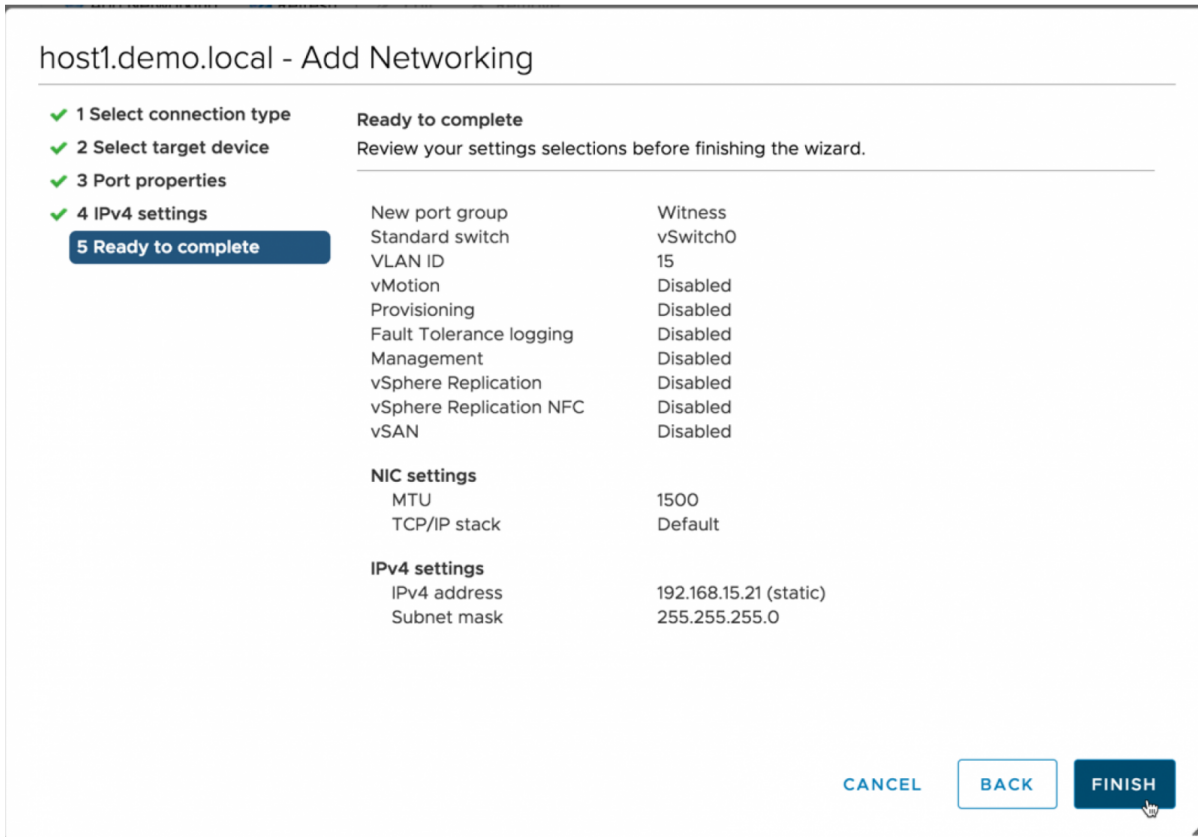 host1.demo.local - Add Networking
1 Select connection type
2 Select target device
3 Port properties
4 IPv4 settings
5 Ready to complete
Ready to complete
Review your settings selections before finishing the wizard.
New port group Witness
Standard switch vSwitch0
VLAN ID 15
vMotion Disabled
Provisioning Disabled
Fault Tolerance logging Disabled
Management Disabled
vSphere Replication Disabled
vSphere Replication NFC Disabled
vSAN Disabled
NIC settings
MTU 1500
TCP/IP stack Default
IPv4 settings
IPv4 address 192.168.15.21 (static)
Subnet mask 255.255.255.0
CANCEL BACK FINISH